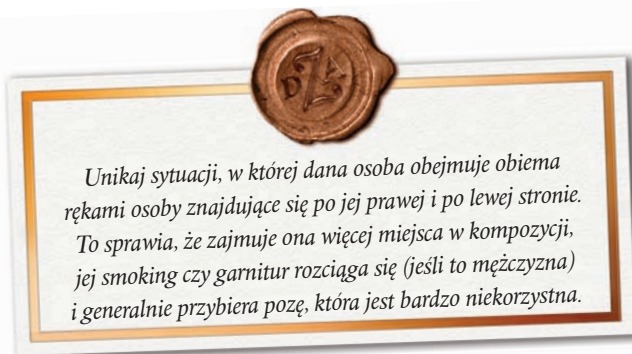 DZA
Unikaj sytuacji, w której dana osoba obejmuje obiema
rękami osoby znajdujące się po jej prawej i po lewej stronie.
To sprawia, że zajmuje ona więcej miejsca w kompozycji,
jej smoking czy garnitur rozciąga się (jeśli to mężczyzna)
i generalnie przybiera pozę, która jest bardzo niekorzystna.